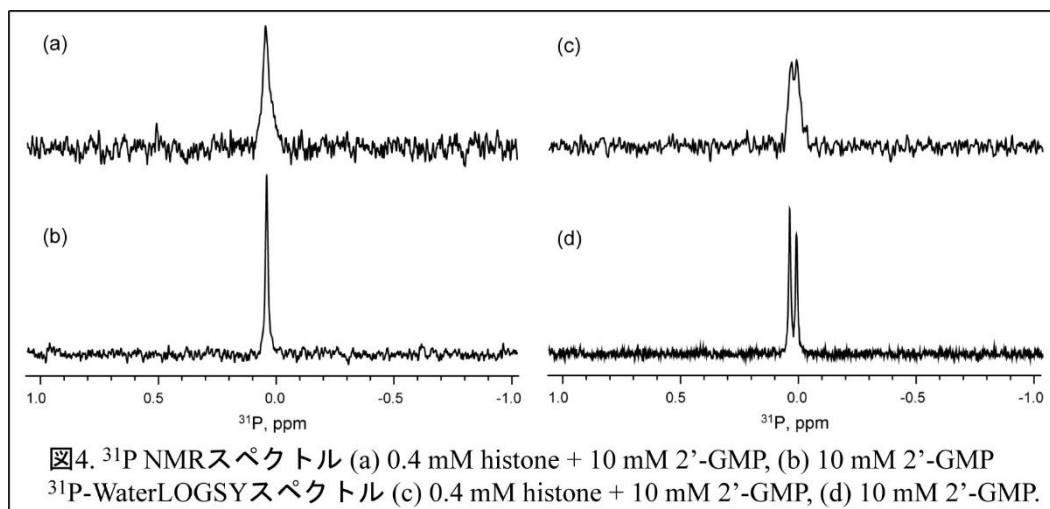 (a)
(c)
(b)
(d)
1.0 0.5 0.0 -0.5 -1.0
1.0 0.5 0.0 -0.5 -1.0
³¹P, ppm
³¹P, ppm
図4. ³¹P NMRスペクトル (a) 0.4 mM histone + 10 mM 2'-GMP, (b) 10 mM 2'-GMP
³¹P-WaterLOGSYスペクトル (c) 0.4 mM histone + 10 mM 2'-GMP, (d) 10 mM 2'-GMP.